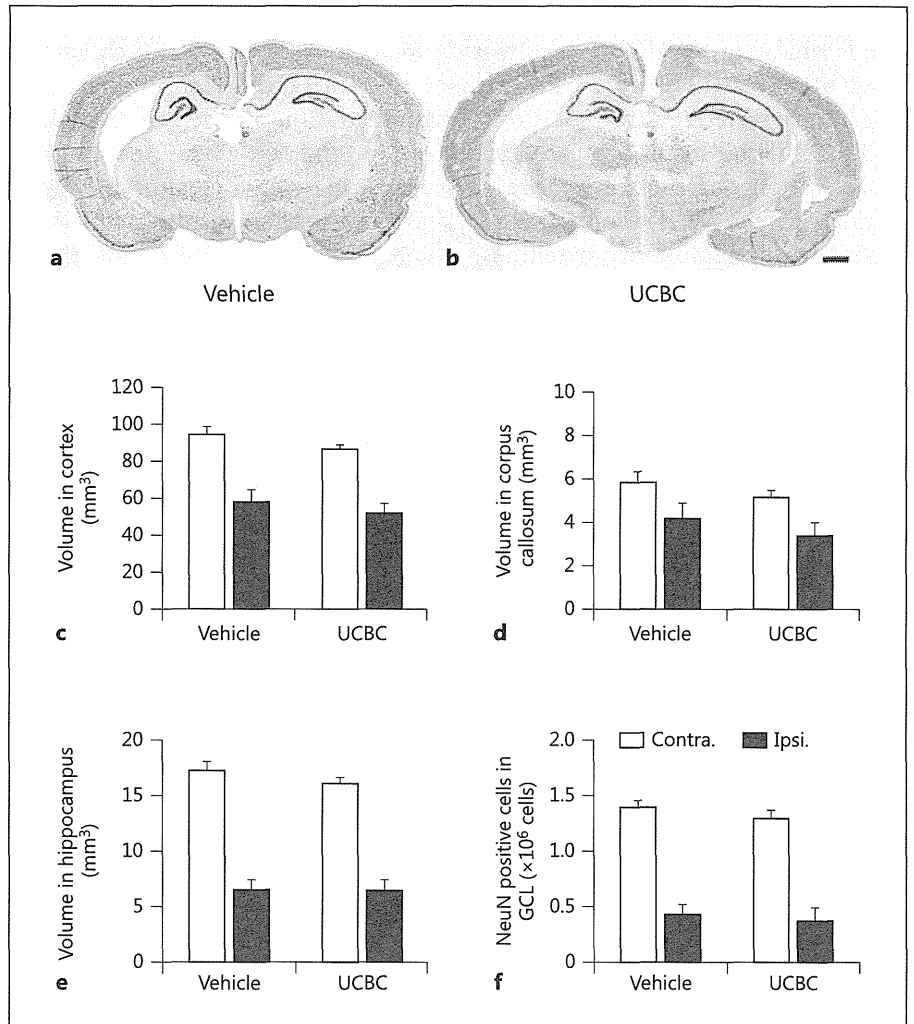 a
b
Vehicle
UCBC
120
100
80
60
40
20
0
Volume in cortex
(mm³)
Vehicle
UCBC
c
10
8
6
4
2
0
Volume in corpus
callosum (mm³)
Vehicle
UCBC
d
20
15
10
5
0
Volume in hippocampus
(mm³)
Vehicle
UCBC
e
2.0
1.5
1.0
0.5
0
NeuN positive cells in
GCL (×10⁶ cells)
Contra.
Ipsi.
Vehicle
UCBC
f